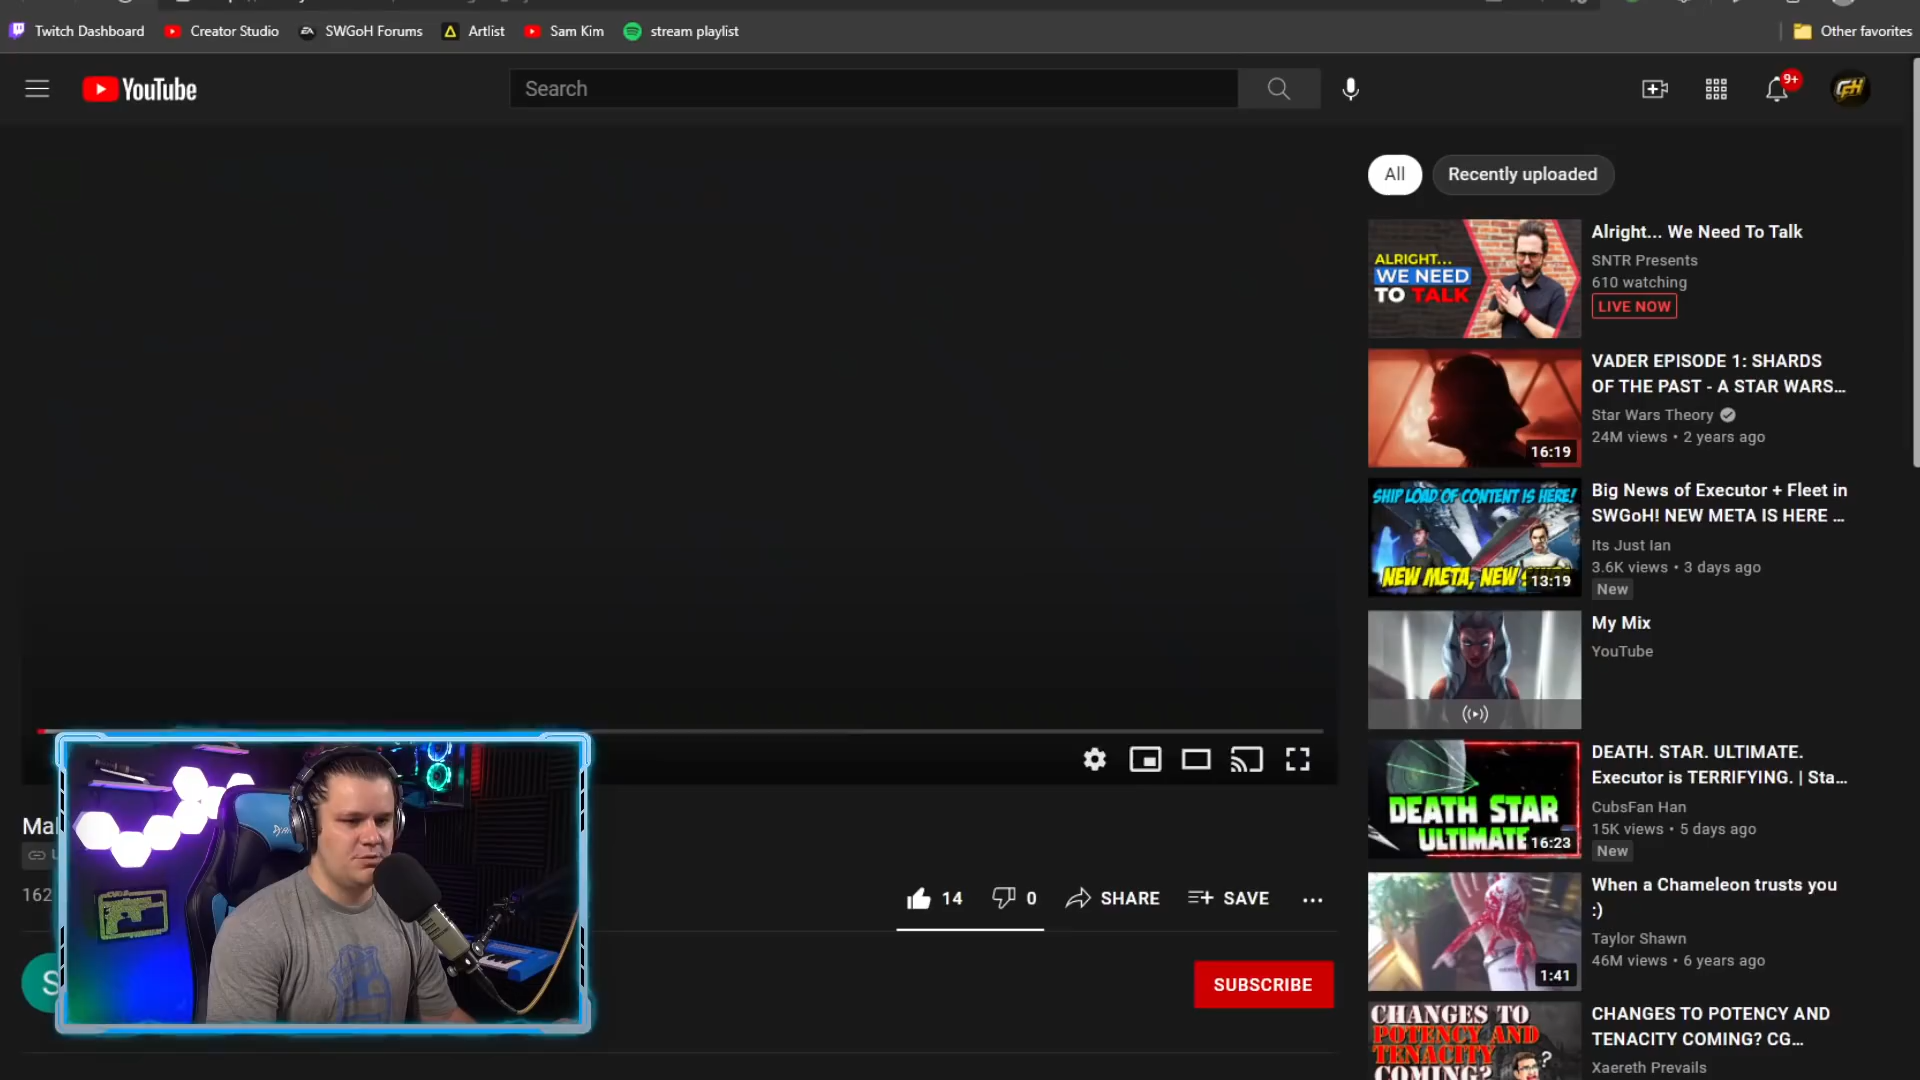 Twitch Dashboard Creator Studio SWGoH Forums Artlist Sam Kim stream playlist Other favorites
YouTube Search 9+
All Recently uploaded
ALRIGHT...
WE NEED
TO TALK
Alright... We Need To Talk
SNTR Presents
610 watching
LIVE NOW
16:19
VADER EPISODE 1: SHARDS
OF THE PAST - A STAR WARS...
Star Wars Theory
24M views • 2 years ago
SHIP LOAD OF CONTENT IS HERE!
NEW META, NEW
13:19
Big News of Executor + Fleet in
SWGoH! NEW META IS HERE ...
Its Just Ian
3.6K views • 3 days ago
New
My Mix
YouTube
DEATH STAR
ULTIMATE
16:23
DEATH. STAR. ULTIMATE.
Executor is TERRIFYING. | Sta...
CubsFan Han
15K views • 5 days ago
New
1:41
When a Chameleon trusts you
:)
Taylor Shawn
46M views • 6 years ago
CHANGES TO
POTENCY AND
TENACITY
COMING?
CHANGES TO POTENCY AND
TENACITY COMING? CG...
Xaereth Prevails
162
14 0 SHARE SAVE
S
SUBSCRIBE